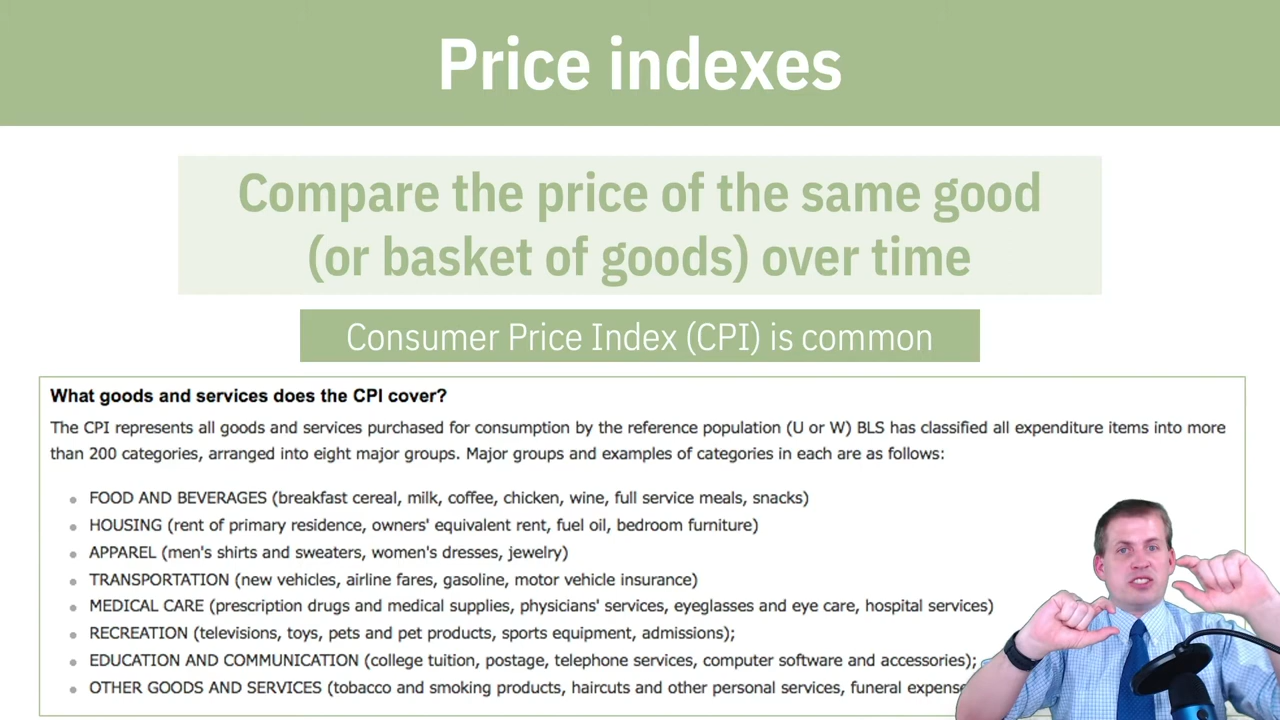 Price indexes
Compare the price of the same good
(or basket of goods) over time
Consumer Price Index (CPI) is common
What goods and services does the CPI cover?
The CPI represents all goods and services purchased for consumption by the reference population (U or W) BLS has classified all expenditure items into more
than 200 categories, arranged into eight major groups. Major groups and examples of categories in each are as follows:
FOOD AND BEVERAGES (breakfast cereal, milk, coffee, chicken, wine, full service meals, snacks)
HOUSING (rent of primary residence, owners' equivalent rent, fuel oil, bedroom furniture)
APPAREL (men's shirts and sweaters, women's dresses, jewelry)
TRANSPORTATION (new vehicles, airline fares, gasoline, motor vehicle insurance)
MEDICAL CARE (prescription drugs and medical supplies, physicians' services, eyeglasses and eye care, hospital services)
RECREATION (televisions, toys, pets and pet products, sports equipment, admissions);
EDUCATION AND COMMUNICATION (college tuition, postage, telephone services, computer software and accessories);
OTHER GOODS AND SERVICES (tobacco and smoking products, haircuts and other personal services, funeral